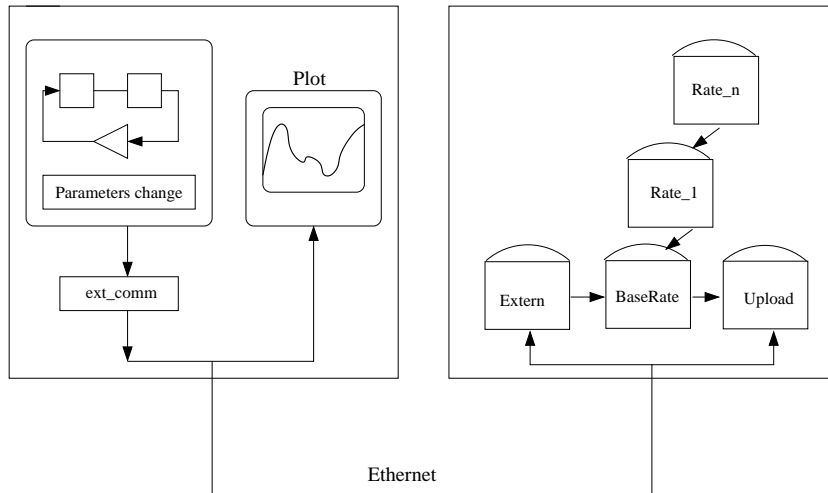 Plot
Parameters change
ext_comm
Rate_n
Rate_1
Extern
BaseRate
Upload
Ethernet